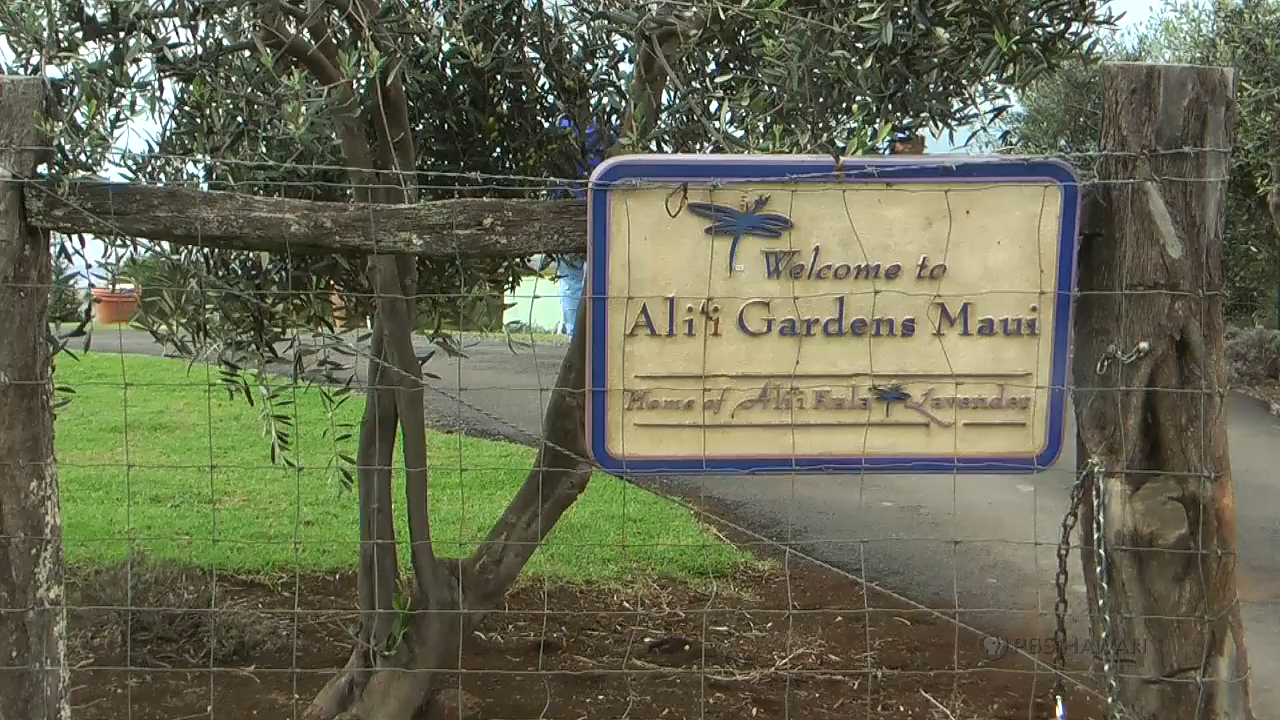 Welcome to
Ali'i Gardens Maui
Home of Ali'i Kula Lavender
PBS HAWAI'I